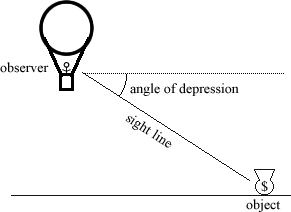 observer
angle of depression
sight line
$
object